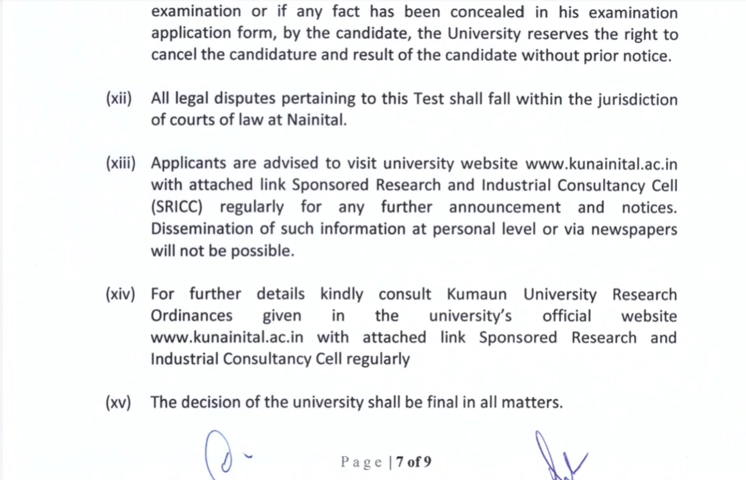 examination or if any fact has been concealed in his examination
application form, by the candidate, the University reserves the right to
cancel the candidature and result of the candidate without prior notice.
(xii) All legal disputes pertaining to this Test shall fall within the jurisdiction
of courts of law at Nainital.
(xiii) Applicants are advised to visit university website www.kunainital.ac.in
with attached link Sponsored Research and Industrial Consultancy Cell
(SRICC) regularly for any further announcement and notices.
Dissemination of such information at personal level or via newspapers
will not be possible.
(xiv) For further details kindly consult Kumaun University Research
Ordinances given in the university's official website
www.kunainital.ac.in with attached link Sponsored Research and
Industrial Consultancy Cell regularly
(xv) The decision of the university shall be final in all matters.
Page | 7 of 9